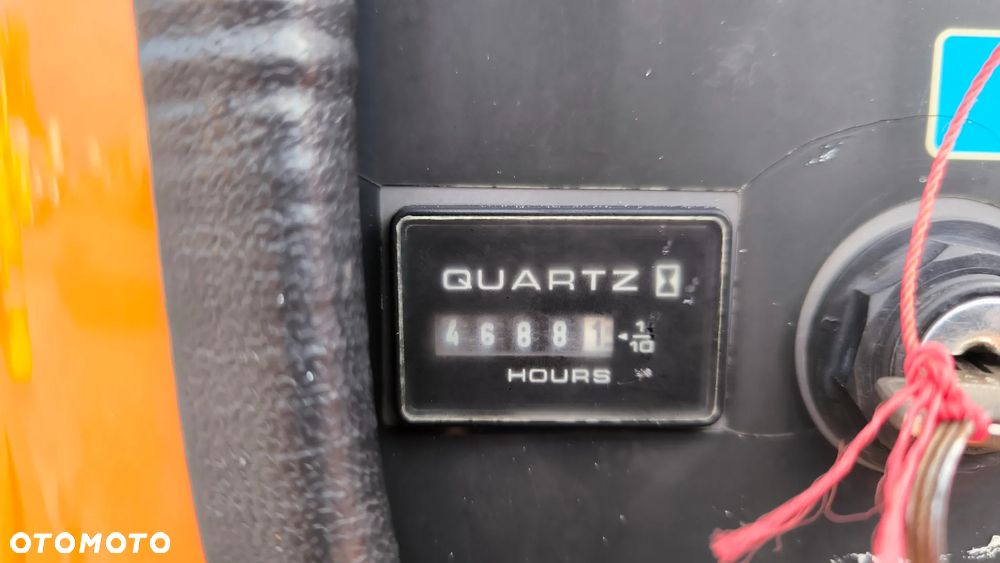 QUARTZ
46881 1/10
HOURS
OTOMOTO